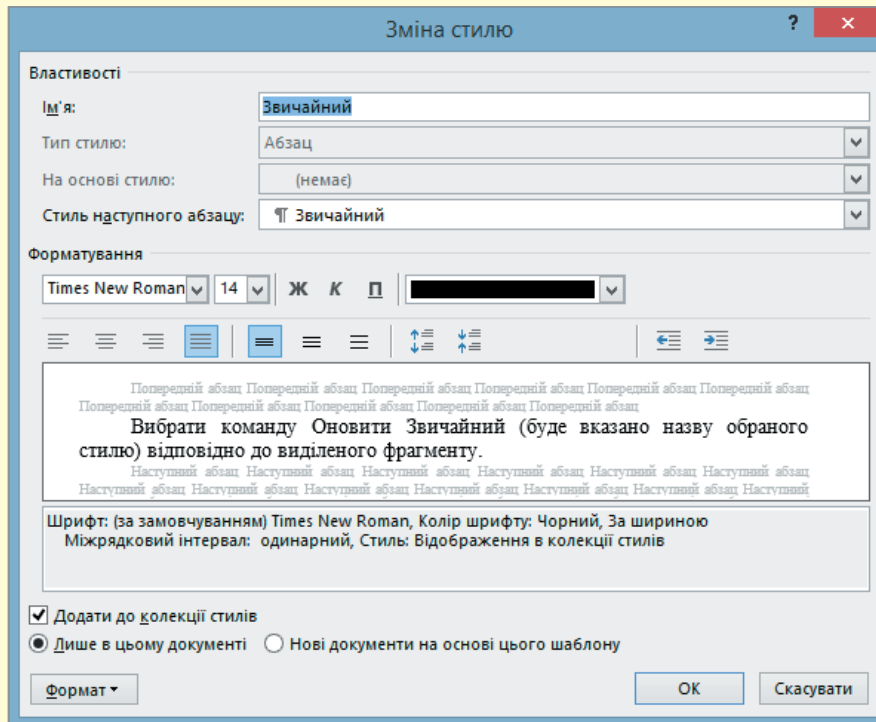 Зміна стилю
?
Властивості
Ім'я:
Звичайний
Тип стилю:
Абзац
На основі стилю:
(немає)
Стиль наступного абзацу:
¶ Звичайний
Форматування
Times New Roman 14 Ж К П
Попередній абзац Попередній абзац Попередній абзац Попередній абзац Попередній абзац Попередній абзац
Попередній абзац Попередній абзац Попередній абзац Попередній абзац Попередній абзац
Вибрати команду Оновити Звичайний (буде вказано назву обраного
стилю) відповідно до виділеного фрагменту.
Наступний абзац Наступний абзац Наступний абзац Наступний абзац Наступний абзац Наступний абзац
Наступний абзац Наступний абзац Наступний абзац Наступний абзац Наступний абзац Наступний абзац Наступний
Шрифт: (за замовчуванням) Times New Roman, Колір шрифту: Чорний, За шириною
Міжрядковий інтервал: одинарний, Стиль: Відображення в колекції стилів
Додати до колекції стилів
Лише в цьому документі Нові документи на основі цього шаблону
Формат
ОК
Скасувати